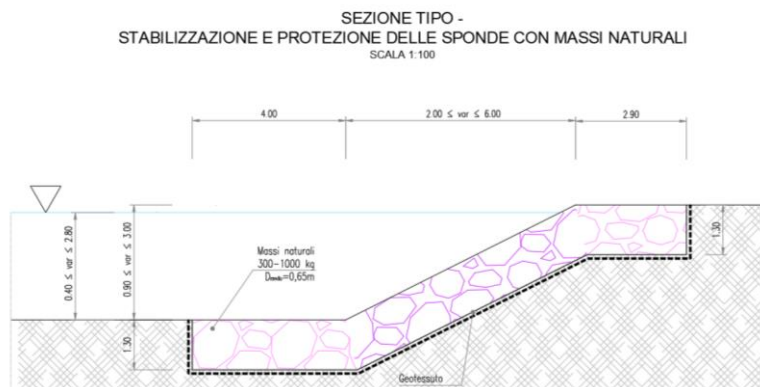 SEZIONE TIPO -
STABILIZZAZIONE E PROTEZIONE DELLE SPONDE CON MASSI NATURALI
SCALA 1:100
4.00
2.00 ≤ var ≤ 6.00
2.90
0.40 ≤ var ≤ 2.80
0.90 ≤ var ≤ 3.00
1.30
Massi naturali
300-1000 kg
Dmedio=0,65m
1.30
Geotessuto